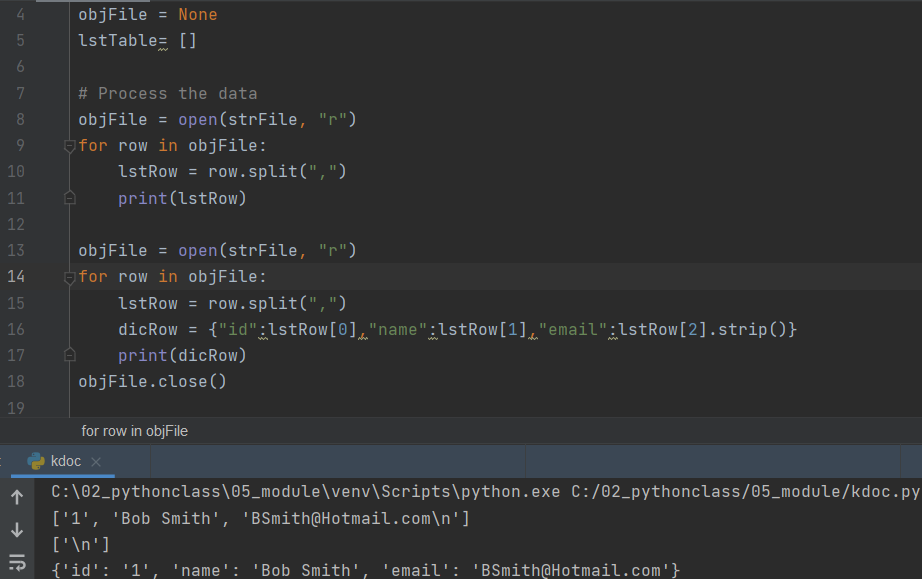 4 objFile = None
5 lstTable= []
6
7 # Process the data
8 objFile = open(strFile, "r")
9 for row in objFile:
10 lstRow = row.split(",")
11 print(lstRow)
12
13 objFile = open(strFile, "r")
14 for row in objFile:
15 lstRow = row.split(",")
16 dicRow = {"id":lstRow[0],"name":lstRow[1],"email":lstRow[2].strip()}
17 print(dicRow)
18 objFile.close()
19
for row in objFile
: kdoc ×
C:\02_pythonclass\05_module\venv\Scripts\python.exe C:/02_pythonclass/05_module/kdoc.py
['1', 'Bob Smith', 'BSmith@Hotmail.com\n']
['\n']
{'id': '1', 'name': 'Bob Smith', 'email': 'BSmith@Hotmail.com'}